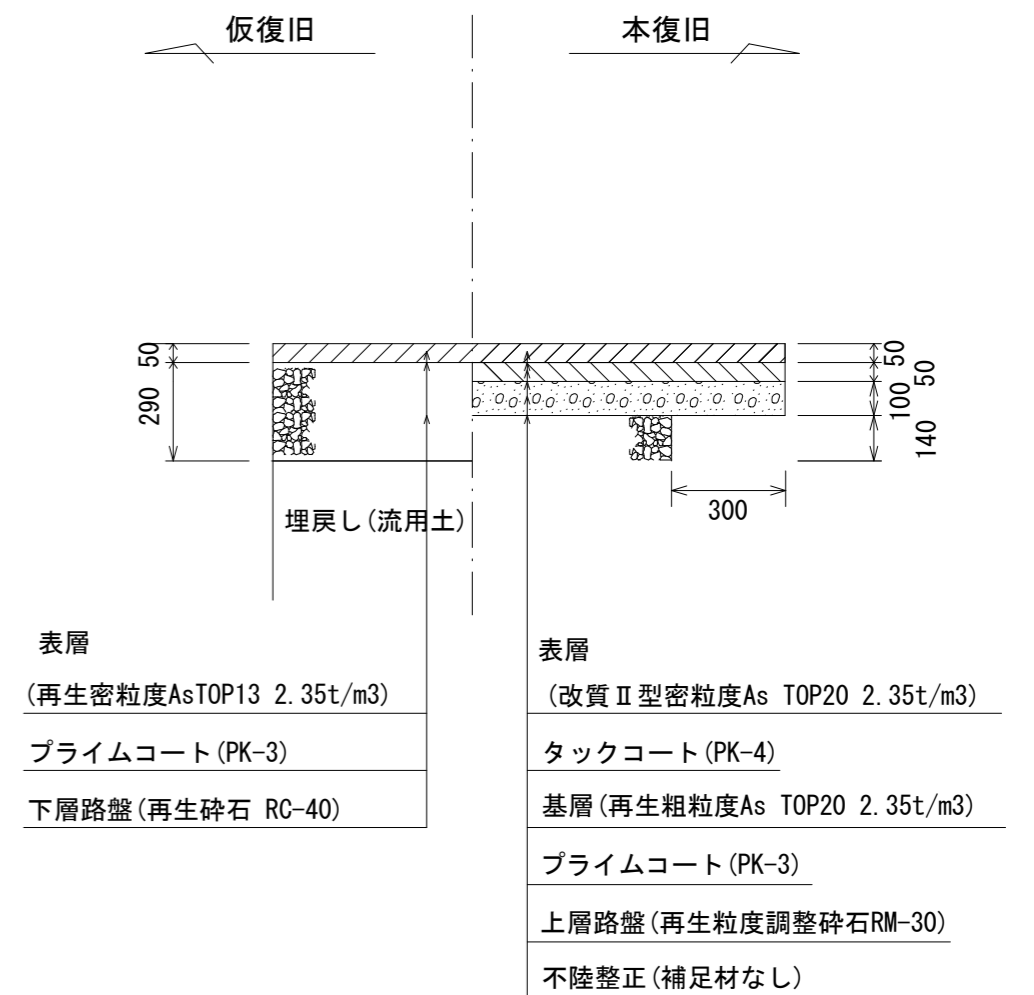 仮復旧
本復旧
50
290
50
50
100
140
300
埋戻し(流用土)
表層
(再生密粒度AsTOP13 2.35t/m3)
プライムコート(PK-3)
下層路盤(再生砕石 RC-40)
表層
(改質Ⅱ型密粒度As TOP20 2.35t/m3)
タックコート(PK-4)
基層(再生粗粒度As TOP20 2.35t/m3)
プライムコート(PK-3)
上層路盤(再生粒度調整砕石RM-30)
不陸整正(補足材なし)